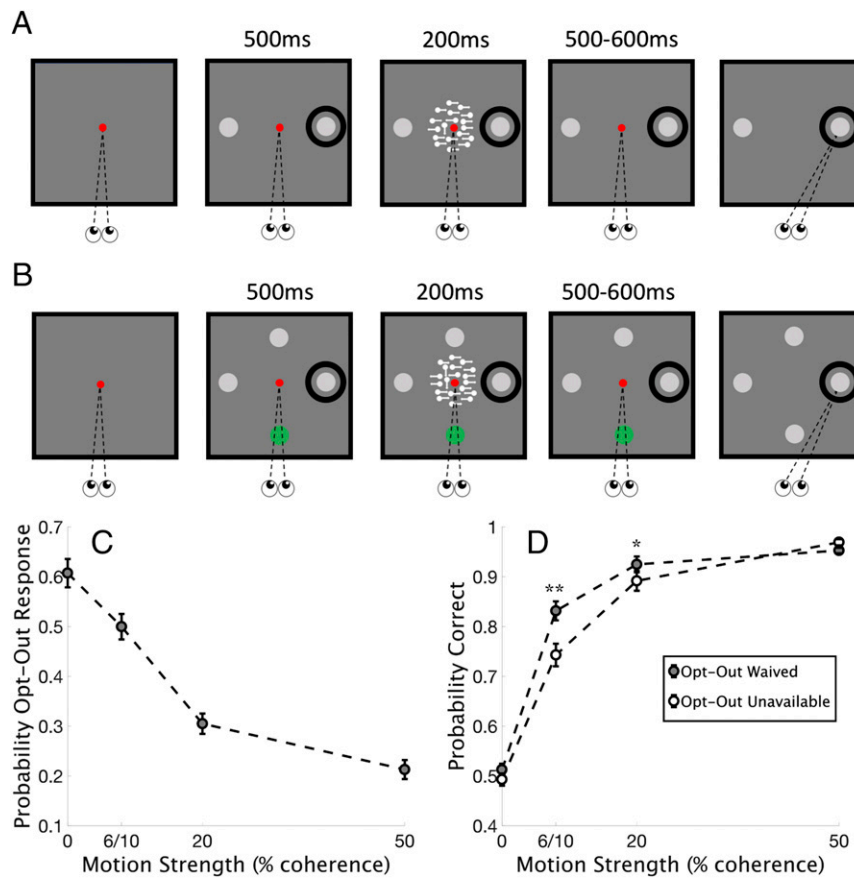 A
500ms 200ms 500-600ms
B
500ms 200ms 500-600ms
C
Probability Opt-Out Response
0.7
0.6
0.5
0.4
0.3
0.2
0.1
0 6/10 20 50
Motion Strength (% coherence)
D
Probability Correct
1
0.9
0.8
0.7
0.6
0.5
0.4
** *
Opt-Out Waived
Opt-Out Unavailable
0 6/10 20 50
Motion Strength (% coherence)